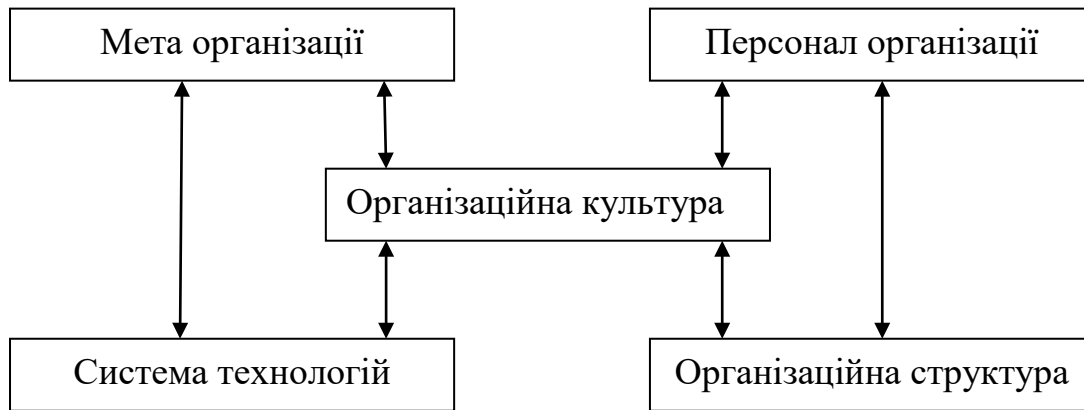 Мета організації
Персонал організації
Організаційна культура
Система технологій
Організаційна структура